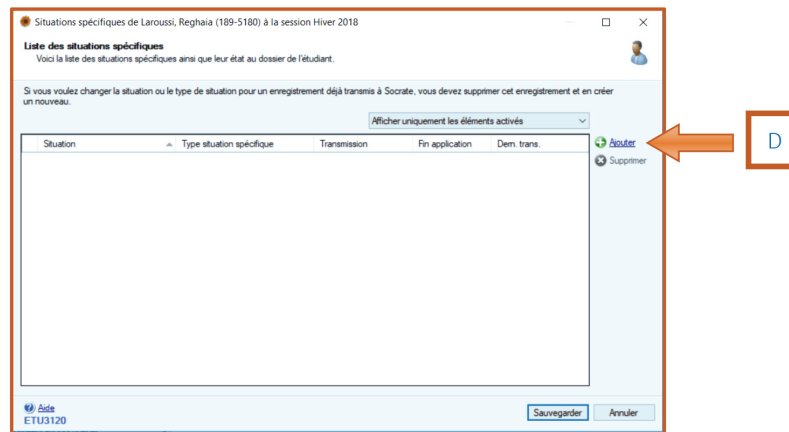 Situations spécifiques de Laroussi, Reghaia (189-5180) à la session Hiver 2018
Liste des situations spécifiques
Voici la liste des situations spécifiques ainsi que leur état au dossier de l'étudiant.
Si vous voulez changer la situation ou le type de situation pour un enregistrement déjà transmis à Socrate, vous devez supprimer cet enregistrement et en créer
un nouveau.
Afficher uniquement les éléments activés
Situation Type situation spécifique Transmission Fin application Dem. trans.
Ajouter
D
Supprimer
Aide
ETU3120
Sauvegarder Annuler